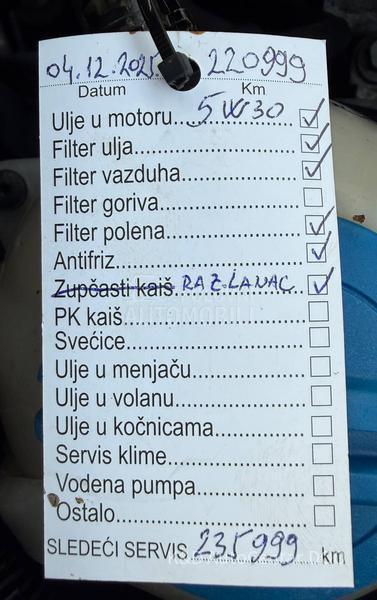 04.12.2025. 220999
Datum Km
Ulje u motoru...5W30
Filter ulja
Filter vazduha
Filter goriva
Filter polena
Antifriz
Zupčasti kaiš RAZ.LANAC
PK kaiš
Svećice
Ulje u menjaču
Ulje u volanu
Ulje u kočnicama
Servis klime
Vodena pumpa
Ostalo
SLEDEĆI SERVIS 235999 km